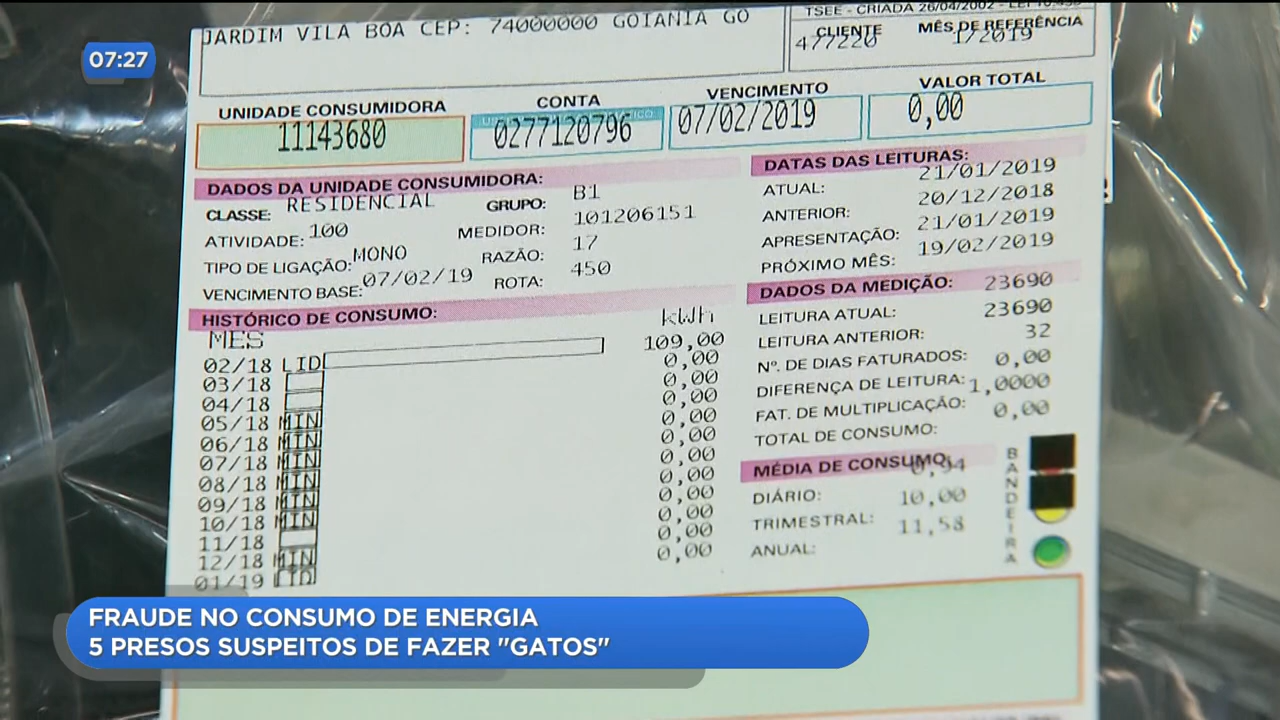 JARDIM VILA BOA CEP: 74000000 GOIANIA GO
TSEE - CRIADA 26/04/2002 - LEI 10.438
CLIENTE MÊS DE REFERÊNCIA
477220 1/2019
07:27
UNIDADE CONSUMIDORA CONTA VENCIMENTO VALOR TOTAL
11143680 0277120796 07/02/2019 0,00
DADOS DA UNIDADE CONSUMIDORA:
CLASSE: RESIDENCIAL GRUPO: B1
ATIVIDADE: 100 MEDIDOR: 101206151
TIPO DE LIGAÇÃO: MONO RAZÃO: 17
VENCIMENTO BASE: 07/02/19 ROTA: 450
DATAS DAS LEITURAS:
21/01/2019
ATUAL: 20/12/2018
ANTERIOR: 21/01/2019
APRESENTAÇÃO: 19/02/2019
PRÓXIMO MÊS:
HISTÓRICO DE CONSUMO:
MES kWh
02/18 LID 109,00
03/18 0,00
04/18 0,00
05/18 MIN 0,00
06/18 MIN 0,00
07/18 MIN 0,00
08/18 MIN 0,00
09/18 MIN 0,00
10/18 MIN 0,00
11/18 0,00
12/18 MIN 0,00
01/19 LID 0,00
DADOS DA MEDIÇÃO: 23690
LEITURA ATUAL: 23690
LEITURA ANTERIOR: 32
Nº. DE DIAS FATURADOS: 0,00
DIFERENÇA DE LEITURA: 1,0000
FAT. DE MULTIPLICAÇÃO: 0,00
TOTAL DE CONSUMO:
MÉDIA DE CONSUMO:
DIÁRIO: 10,00
TRIMESTRAL: 11,58
ANUAL:
BANDEIRA
FRAUDE NO CONSUMO DE ENERGIA
5 PRESOS SUSPEITOS DE FAZER "GATOS"